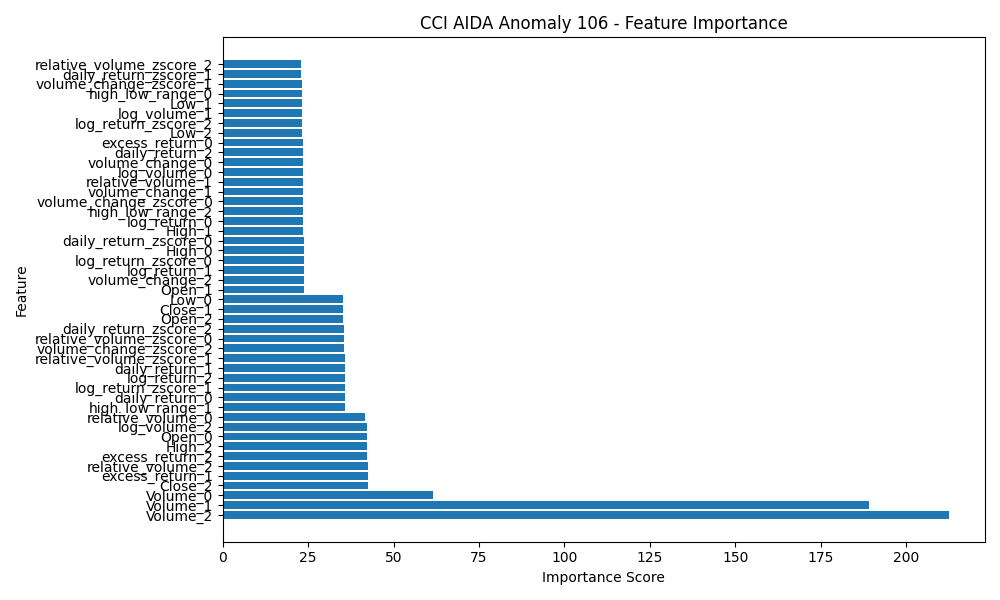 CCI AIDA Anomaly 106 - Feature Importance
relative_volume_zscore_2
daily_return_zscore_1
volume_change_zscore_1
high_low_range_0
Low_1
log_volume_1
log_return_zscore_2
Low_2
excess_return_0
daily_return_2
volume_change_0
log_volume_0
relative_volume_1
volume_change_1
volume_change_zscore_0
high_low_range_2
log_return_0
High_1
daily_return_zscore_0
High_0
log_return_zscore_0
log_return_1
volume_change_2
Open_1
Low_0
Close_1
Open_2
daily_return_zscore_2
relative_volume_zscore_0
volume_change_zscore_2
relative_volume_zscore_1
daily_return_1
log_return_2
log_return_zscore_1
daily_return_0
high_low_range_1
relative_volume_0
log_volume_2
Open_0
High_2
excess_return_2
relative_volume_2
excess_return_1
Close_2
Volume_0
Volume_1
Volume_2
Feature
0 25 50 75 100 125 150 175 200
Importance Score